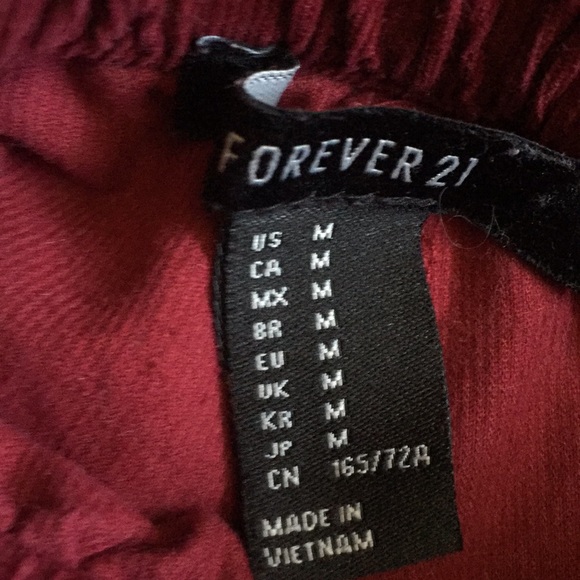 FOREVER 21
US M
CA M
MX M
BR M
EU M
UK M
KR M
JP M
CN 165/72A
MADE IN
VIETNAM